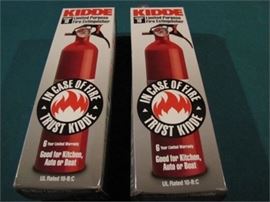 KIDDE
Limited Purpose
Fire Extinguisher
IN CASE OF FIRE
TRUST KIDDE
6 Year Limited Warranty
Good for Kitchen,
Auto or Boat
UL Rated 10-B:C
KIDDE
Limited Purpose
Fire Extinguisher
IN CASE OF FIRE
TRUST KIDDE
6 Year Limited Warranty
Good for Kitchen,
Auto or Boat
UL Rated 10-B:C